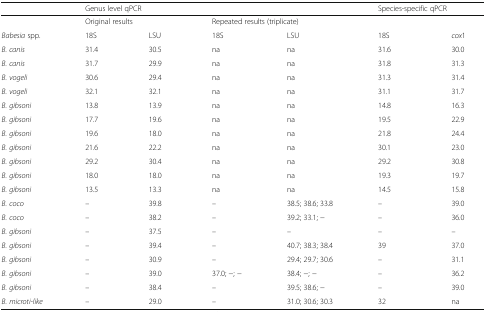 Genus level qPCR Species-specific qPCR
Original results Repeated results (triplicate)
Babesia spp. 18S LSU 18S LSU 18S cox1
B. canis 31.4 30.5 na na 31.6 30.0
B. canis 31.7 29.9 na na 31.8 31.3
B. vogeli 30.6 29.4 na na 31.3 31.4
B. vogeli 32.1 32.1 na na 31.1 31.7
B. gibsoni 13.8 13.9 na na 14.8 16.3
B. gibsoni 17.7 19.6 na na 19.5 22.9
B. gibsoni 19.6 18.0 na na 21.8 24.4
B. gibsoni 21.6 22.2 na na 30.1 23.0
B. gibsoni 29.2 30.4 na na 29.2 30.8
B. gibsoni 18.0 18.0 na na 19.3 19.7
B. gibsoni 13.5 13.3 na na 14.5 15.8
B. coco – 39.8 – 38.5; 38.6; 33.8 – 39.0
B. coco – 38.2 – 39.2; 33.1; – – 36.0
B. gibsoni – 37.5 – – – –
B. gibsoni – 39.4 – 40.7; 38.3; 38.4 39 37.0
B. gibsoni – 30.9 – 29.4; 29.7; 30.6 – 31.1
B. gibsoni – 39.0 37.0; –; – 38.4; –; – – 36.2
B. gibsoni – 38.4 – 39.5; 38.6; – – 39.0
B. microti-like – 29.0 – 31.0; 30.6; 30.3 32 na